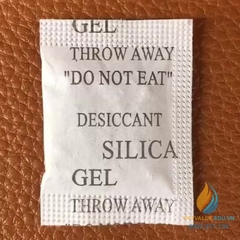 GEL
THROW AWAY
"DO NOT EAT"
DESICCANT
SILICA
GEL
THROW AWAY